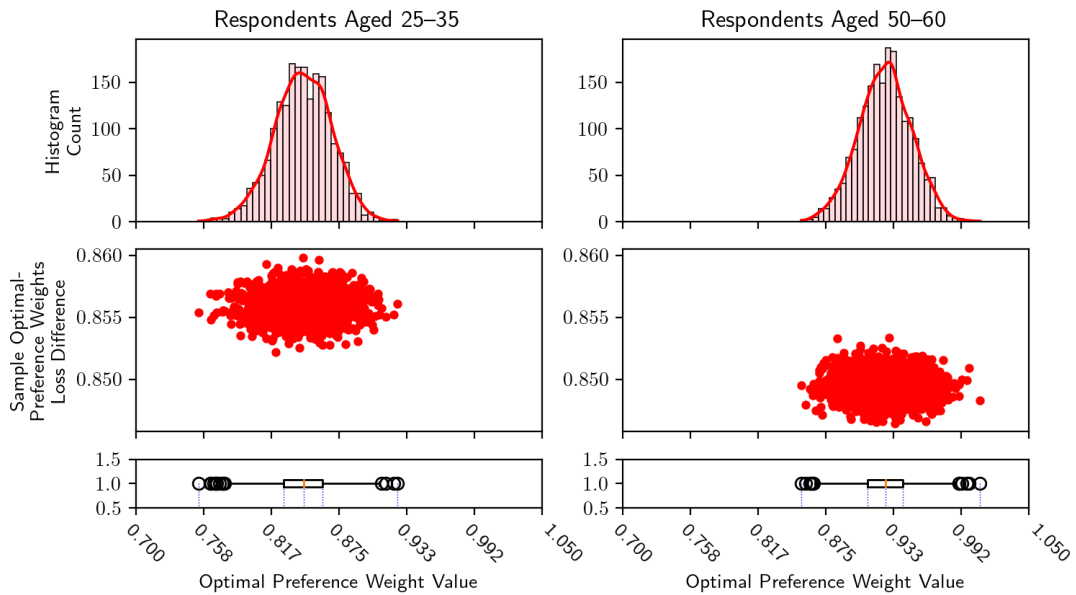 Respondents Aged 25–35
Respondents Aged 50–60
Histogram
Count
150
100
50
0
150
100
50
0
Sample Optimal-
Preference Weights
Loss Difference
0.860
0.855
0.850
0.860
0.855
0.850
1.5
1.0
0.5
1.5
1.0
0.5
0.700 0.758 0.817 0.875 0.933 0.992 1.050
0.700 0.758 0.817 0.875 0.933 0.992 1.050
Optimal Preference Weight Value
Optimal Preference Weight Value